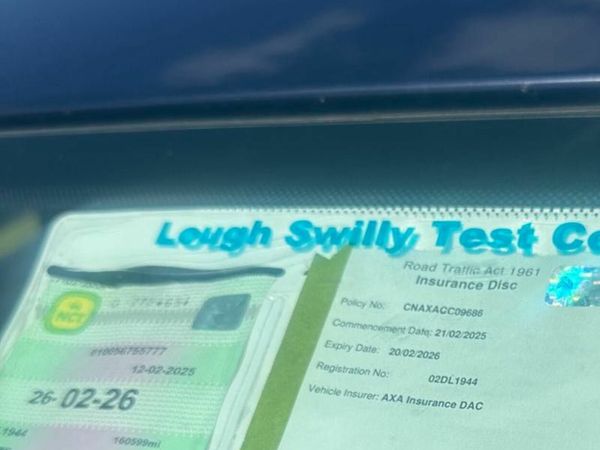 Lough Swilly Test Ce
Road Traffic Act 1961
Insurance Disc
Policy No: CNAXACC09686
Commencement Date: 21/02/2025
Expiry Date: 20/02/2026
Registration No: 02DL1944
Vehicle Insurer: AXA Insurance DAC
NCT
010056755777
12-02-2025
26-02-26
1944
160599mi